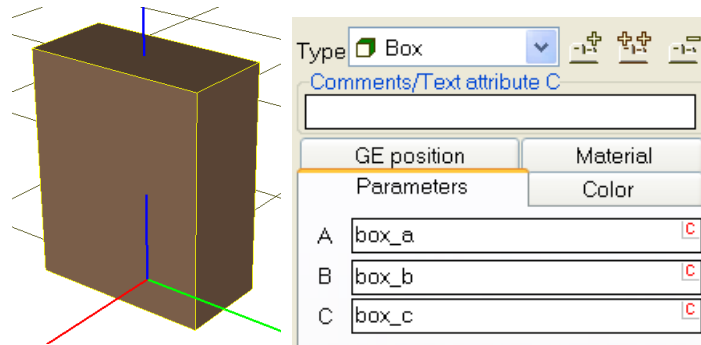 Type Box
Comments/Text attribute C
GE position Material
Parameters Color
A box_a C
B box_b C
C box_c C